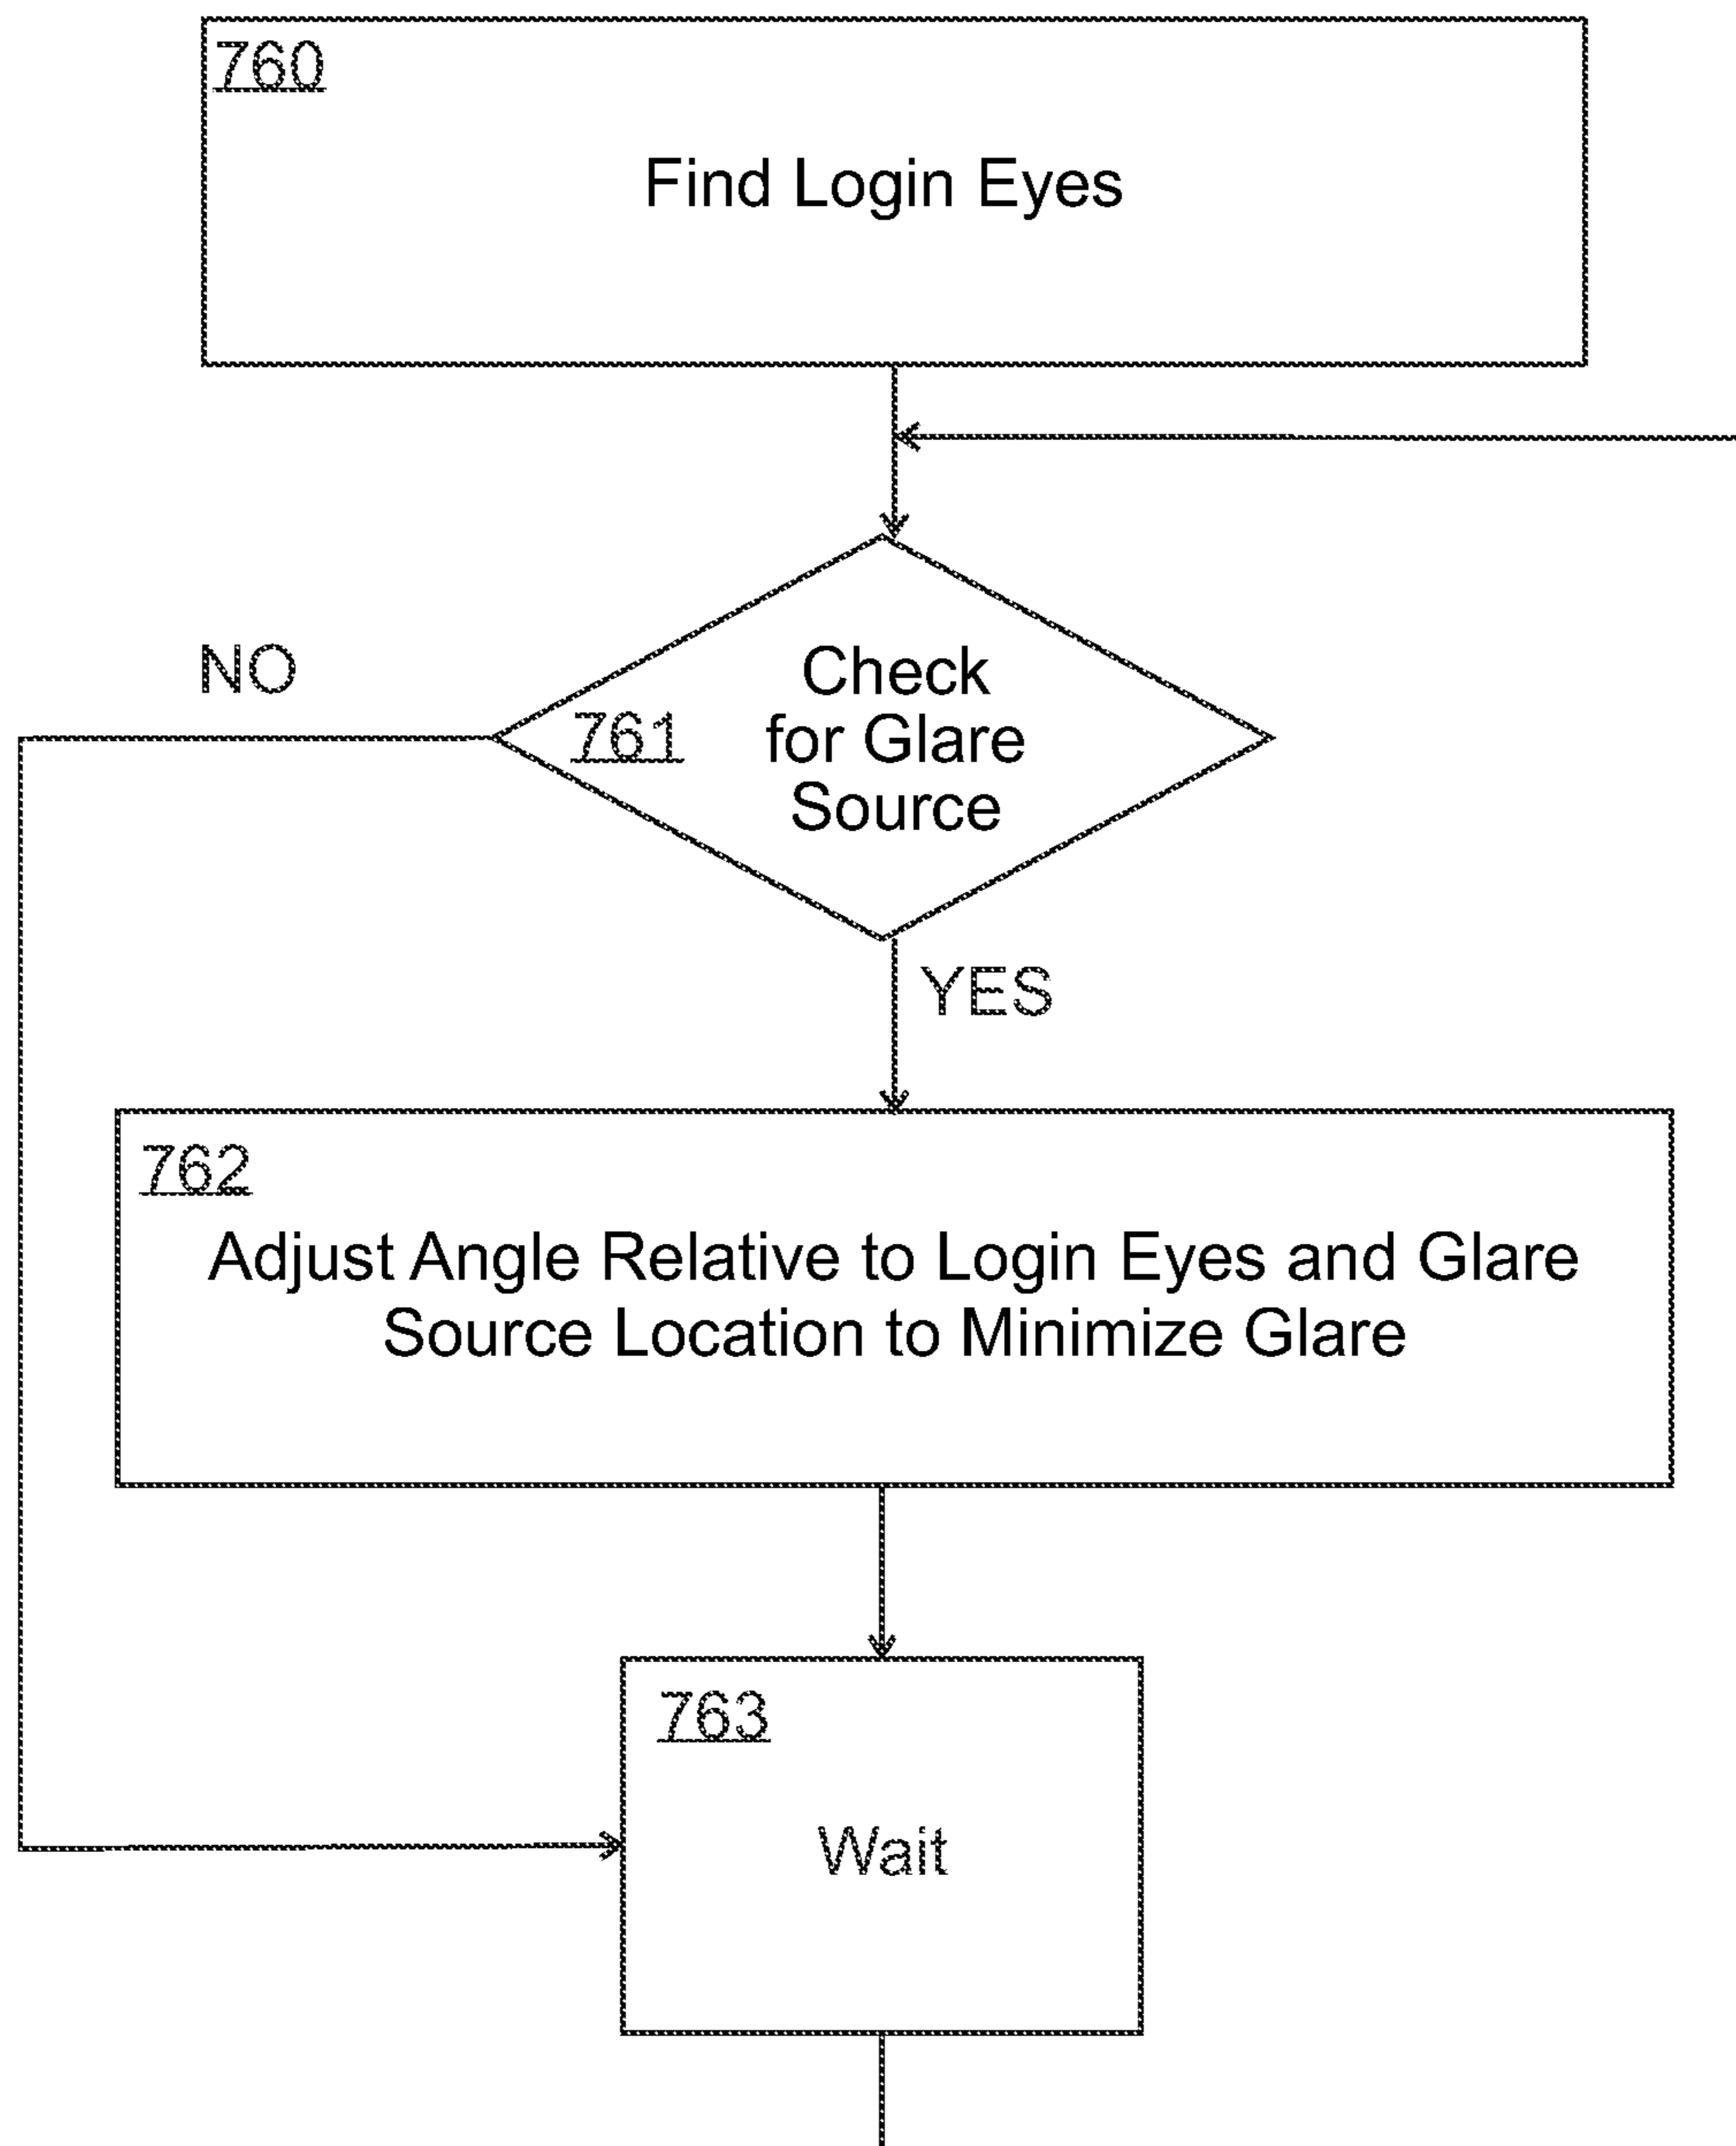 760
Find Login Eyes
NO
Check
761
for Glare
Source
YES
762
Adjust Angle Relative to Login Eyes and Glare
Source Location to Minimize Glare
763
Wait